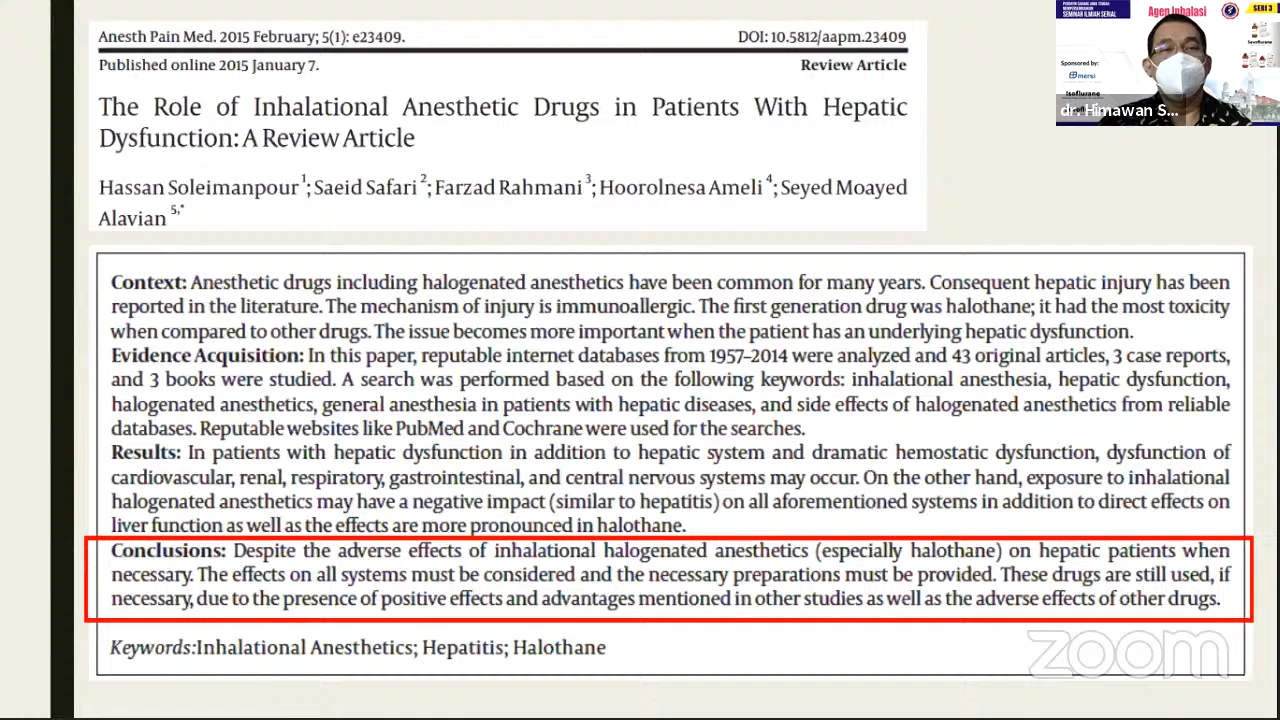 Anesth Pain Med. 2015 February; 5(1): e23409.
DOI: 10.5812/aapm.23409
Published online 2015 January 7.
Review Article
The Role of Inhalational Anesthetic Drugs in Patients With Hepatic
Dysfunction: A Review Article
Hassan Soleimanpour 1; Saeid Safari 2; Farzad Rahmani 3; Hoorolnesa Ameli 4; Seyed Moayed
Alavian 5,*
Context: Anesthetic drugs including halogenated anesthetics have been common for many years. Consequent hepatic injury has been
reported in the literature. The mechanism of injury is immunoallergic. The first generation drug was halothane; it had the most toxicity
when compared to other drugs. The issue becomes more important when the patient has an underlying hepatic dysfunction.
Evidence Acquisition: In this paper, reputable internet databases from 1957–2014 were analyzed and 43 original articles, 3 case reports,
and 3 books were studied. A search was performed based on the following keywords: inhalational anesthesia, hepatic dysfunction,
halogenated anesthetics, general anesthesia in patients with hepatic diseases, and side effects of halogenated anesthetics from reliable
databases. Reputable websites like PubMed and Cochrane were used for the searches.
Results: In patients with hepatic dysfunction in addition to hepatic system and dramatic hemostatic dysfunction, dysfunction of
cardiovascular, renal, respiratory, gastrointestinal, and central nervous systems may occur. On the other hand, exposure to inhalational
halogenated anesthetics may have a negative impact (similar to hepatitis) on all aforementioned systems in addition to direct effects on
liver function as well as the effects are more pronounced in halothane.
Conclusions: Despite the adverse effects of inhalational halogenated anesthetics (especially halothane) on hepatic patients when
necessary. The effects on all systems must be considered and the necessary preparations must be provided. These drugs are still used, if
necessary, due to the presence of positive effects and advantages mentioned in other studies as well as the adverse effects of other drugs.
Keywords:Inhalational Anesthetics; Hepatitis; Halothane
zoom
SEMINAR ILMIAH SERIAL
Agen Inhalasi
SERI 3
Sponsored by:
mersi
Isoflurane
Sevoflurane
dr. Himawan S...